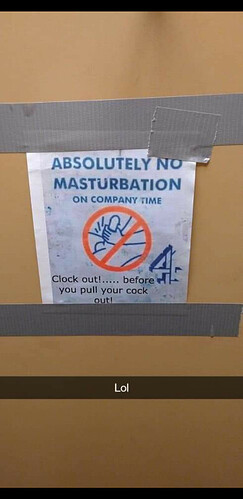 ABSOLUTELY NO
MASTURBATION
ON COMPANY TIME
Clock out!..... before
you pull your cock
out!
4
Lol